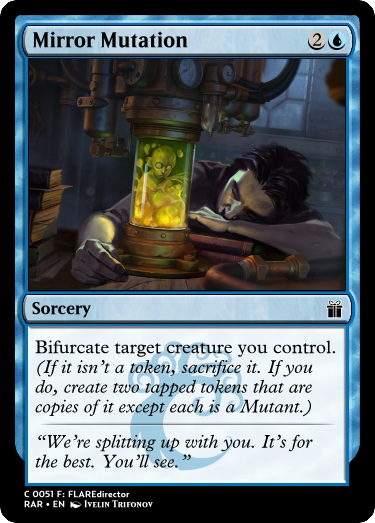 Mirror Mutation 2
Sorcery
Bifurcate target creature you control.
(If it isn't a token, sacrifice it. If you
do, create two tapped tokens that are
copies of it except each is a Mutant.)
“We're splitting up with you. It's for
the best. You'll see.”
C 0051 F: FLAREdirector
RAR • EN Ivelin Trifonov